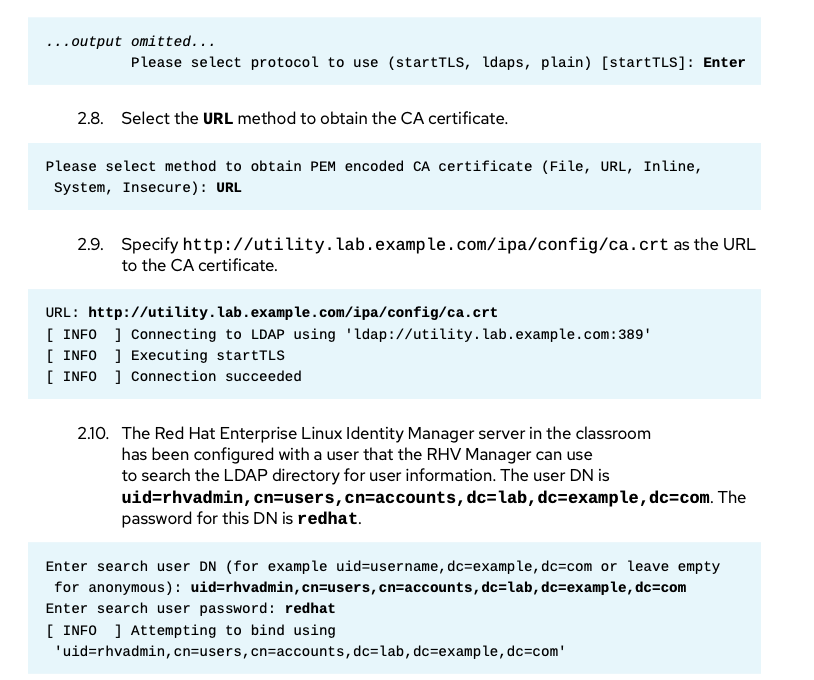 ...output omitted...
Please select protocol to use (startTLS, ldaps, plain) [startTLS]: Enter
2.8. Select the URL method to obtain the CA certificate.
Please select method to obtain PEM encoded CA certificate (File, URL, Inline,
System, Insecure): URL
2.9. Specify http://utility.lab.example.com/ipa/config/ca.crt as the URL
to the CA certificate.
URL: http://utility.lab.example.com/ipa/config/ca.crt
[ INFO  ] Connecting to LDAP using 'ldap://utility.lab.example.com:389'
[ INFO  ] Executing startTLS
[ INFO  ] Connection succeeded
2.10. The Red Hat Enterprise Linux Identity Manager server in the classroom
has been configured with a user that the RHV Manager can use
to search the LDAP directory for user information. The user DN is
uid=rhvadmin,cn=users,cn=accounts,dc=lab,dc=example,dc=com. The
password for this DN is redhat.
Enter search user DN (for example uid=username,dc=example,dc=com or leave empty
for anonymous): uid=rhvadmin,cn=users,cn=accounts,dc=lab,dc=example,dc=com
Enter search user password: redhat
[ INFO  ] Attempting to bind using
'uid=rhvadmin,cn=users,cn=accounts,dc=lab,dc=example,dc=com'